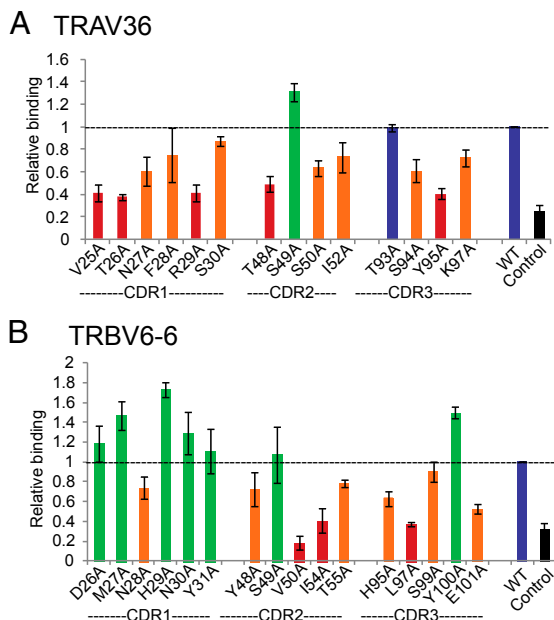 A TRAV36
Relative binding
1.6
1.4
1.2
1
0.8
0.6
0.4
0.2
0
V25A T26A N27A F28A R29A S30A T48A S49A S50A I52A T93A S94A Y95A K97A WT Control
--------CDR1--------- ----CDR2---- ------CDR3-------
B TRBV6-6
Relative binding
2
1.8
1.6
1.4
1.2
1
0.8
0.6
0.4
0.2
0
D26A M27A N28A H29A N30A Y31A Y48A S49A V50A I54A T55A H95A L97A S99A Y100A E101A WT Control
--------CDR1------- -------CDR2------- -------CDR3--------